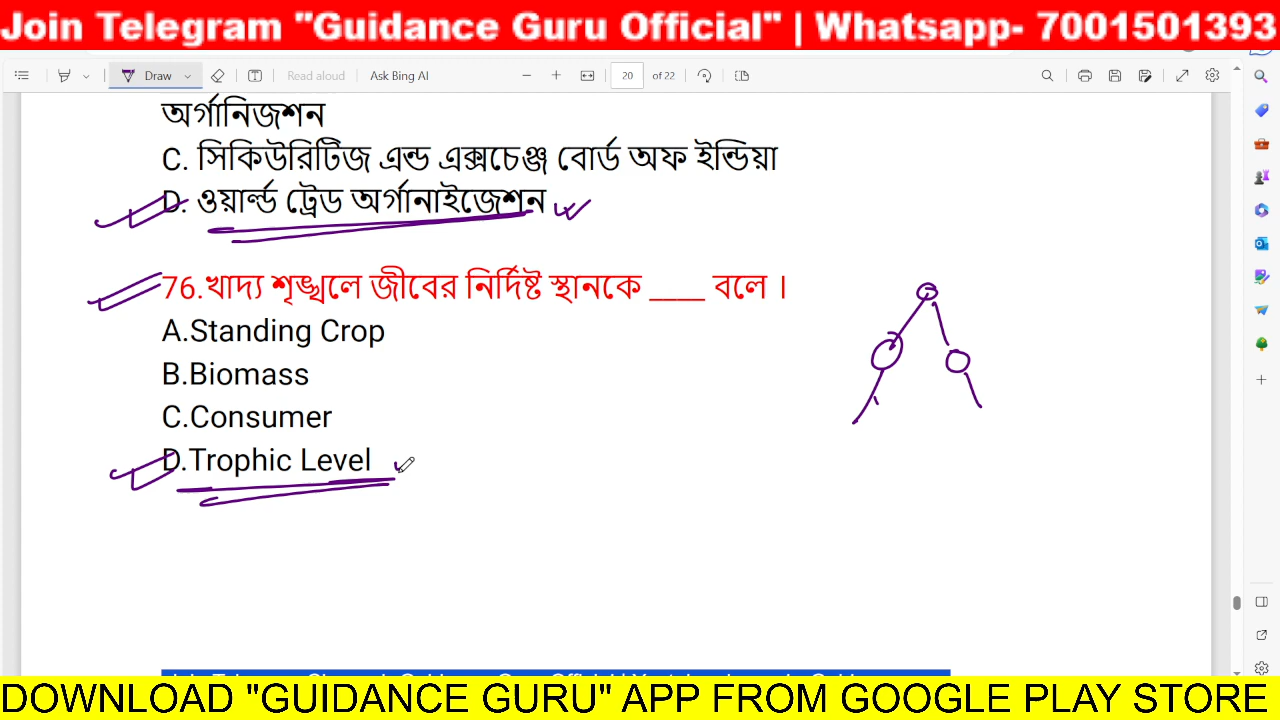 Join Telegram "Guidance Guru Official" | Whatsapp- 7001501393
Draw Read aloud Ask Bing AI 20 of 22
অর্গানিজশন
C. সিকিউরিটিজ এন্ড এক্সচেঞ্জ বোর্ড অফ ইন্ডিয়া
D. ওয়ার্ল্ড ট্রেড অর্গানাইজেশন
76.খাদ্য শৃঙ্খলে জীবের নির্দিষ্ট স্থানকে ____ বলে ।
A.Standing Crop
B.Biomass
C.Consumer
D.Trophic Level
DOWNLOAD "GUIDANCE GURU" APP FROM GOOGLE PLAY STORE